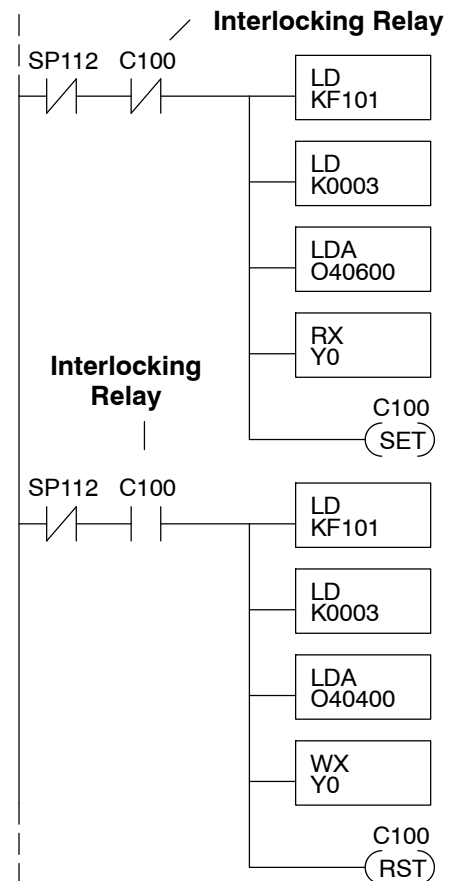 Interlocking Relay
SP112 C100
LD
KF101
LD
K0003
LDA
O40600
RX
Y0
C100
SET
Interlocking
Relay
SP112 C100
LD
KF101
LD
K0003
LDA
O40400
WX
Y0
C100
RST